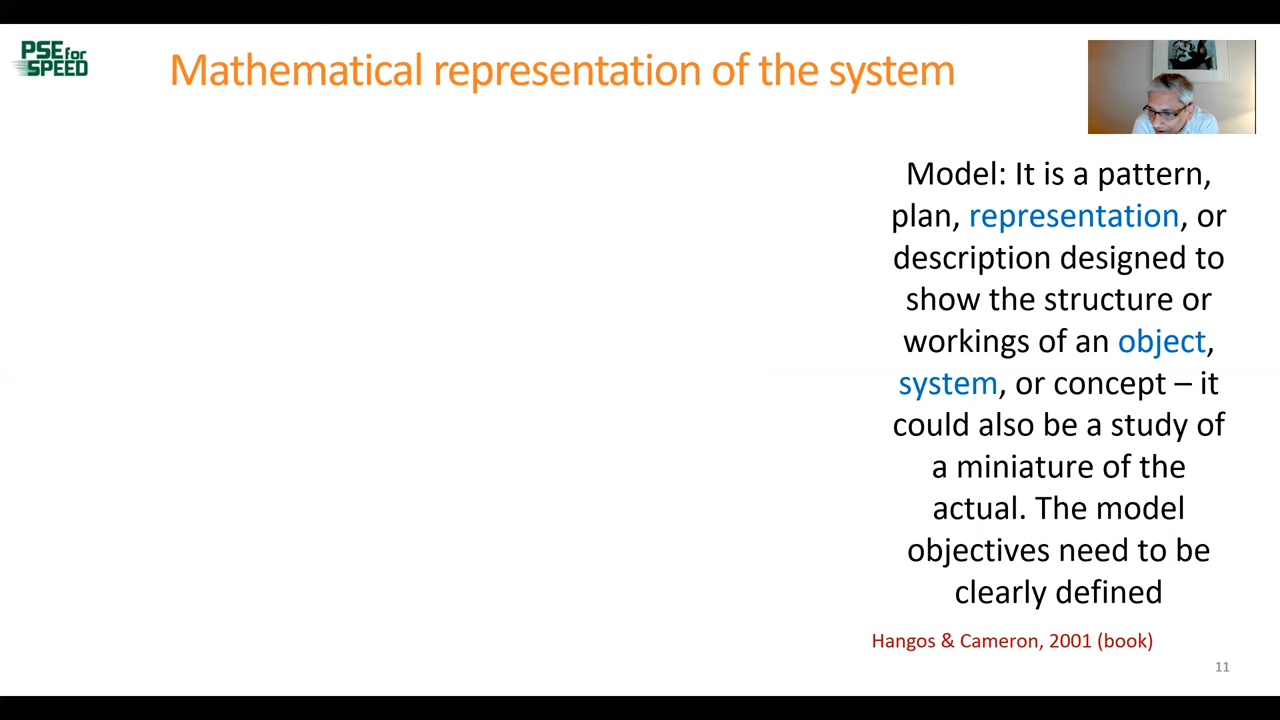 PSE for
SPEED
Mathematical representation of the system
Model: It is a pattern,
plan, representation, or
description designed to
show the structure or
workings of an object,
system, or concept – it
could also be a study of
a miniature of the
actual. The model
objectives need to be
clearly defined
Hangos & Cameron, 2001 (book)
11